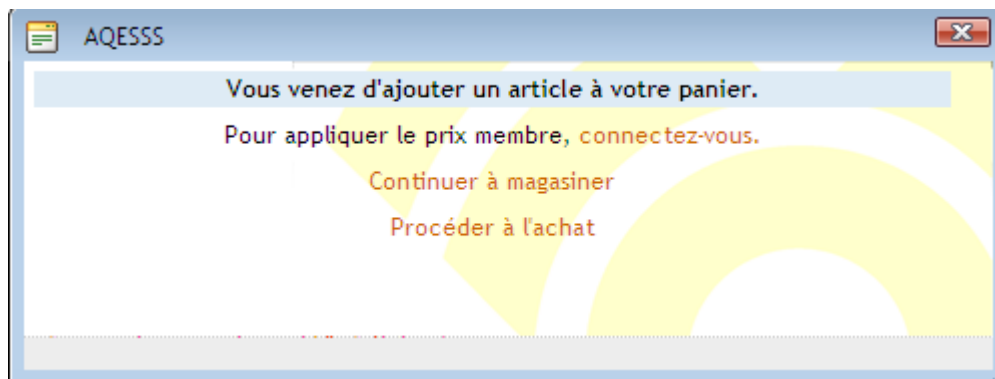 AQESSS
Vous venez d'ajouter un article à votre panier.
Pour appliquer le prix membre, connectez-vous.
Continuer à magasiner
Procéder à l'achat